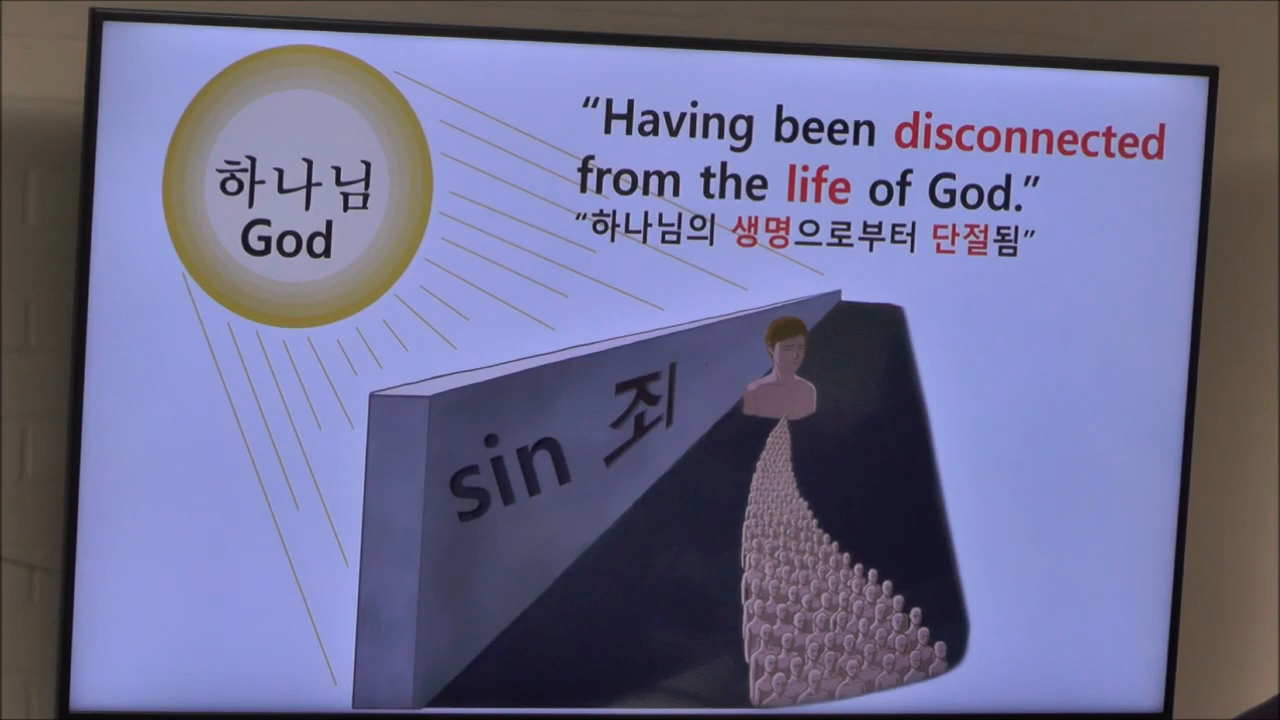 하나님
God
“Having been disconnected
from the life of God.”
“하나님의 생명으로부터 단절됨”
sin 죄